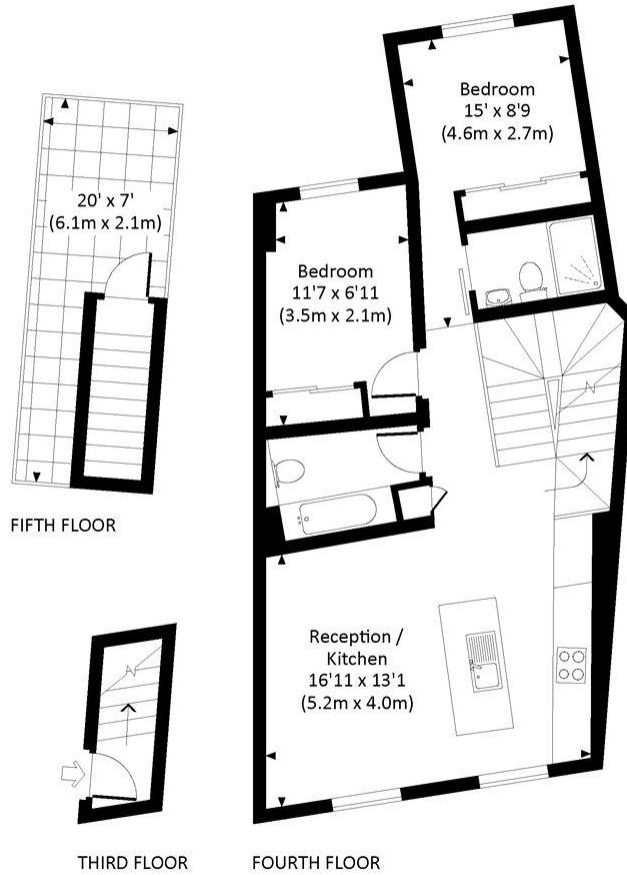 Bedroom
15' x 8'9
(4.6m x 2.7m)
20' x 7'
(6.1m x 2.1m)
Bedroom
11'7 x 6'11
(3.5m x 2.1m)
FIFTH FLOOR
Reception /
Kitchen
16'11 x 13'1
(5.2m x 4.0m)
THIRD FLOOR
FOURTH FLOOR